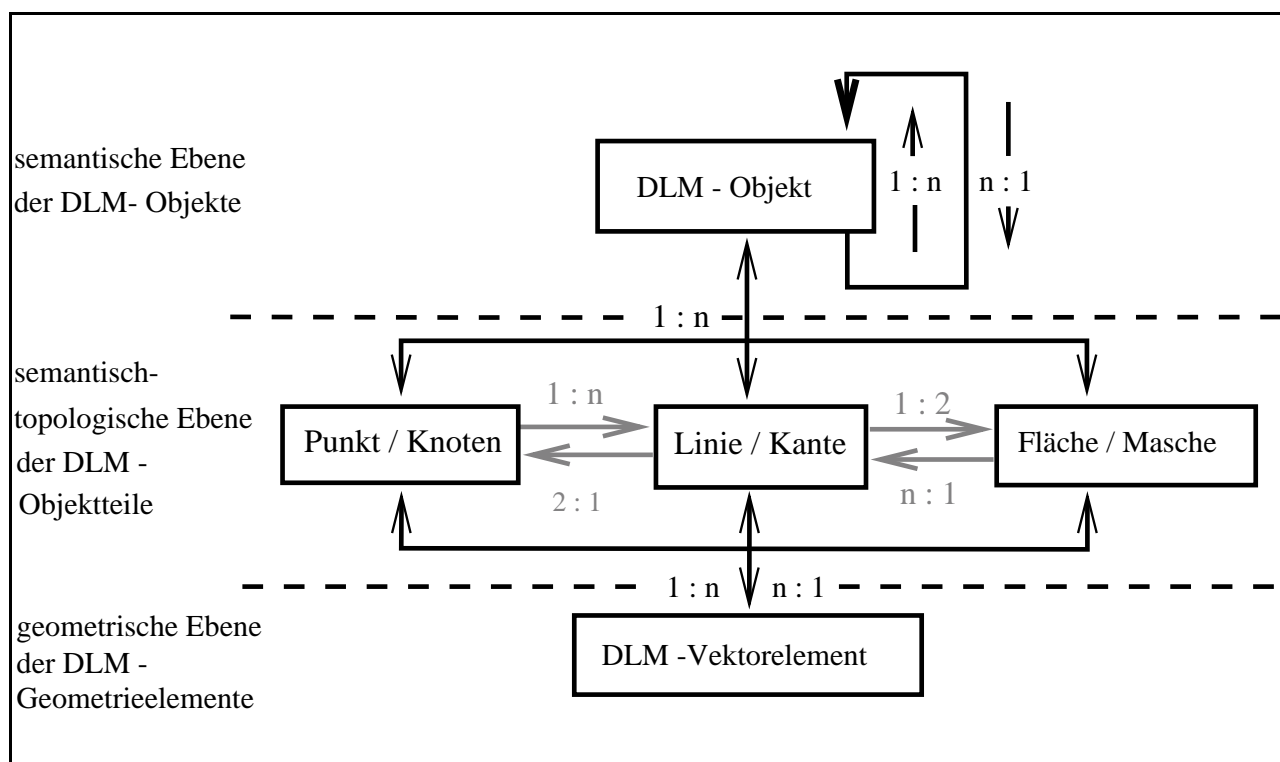 semantische Ebene
der DLM- Objekte
DLM - Objekt
1 : n
n : 1
1 : n
semantisch-
topologische Ebene
der DLM -
Objektteile
Punkt / Knoten
1 : n
2 : 1
Linie / Kante
1 : 2
n : 1
Fläche / Masche
1 : n
n : 1
geometrische Ebene
der DLM -
Geometrieelemente
DLM -Vektorelement